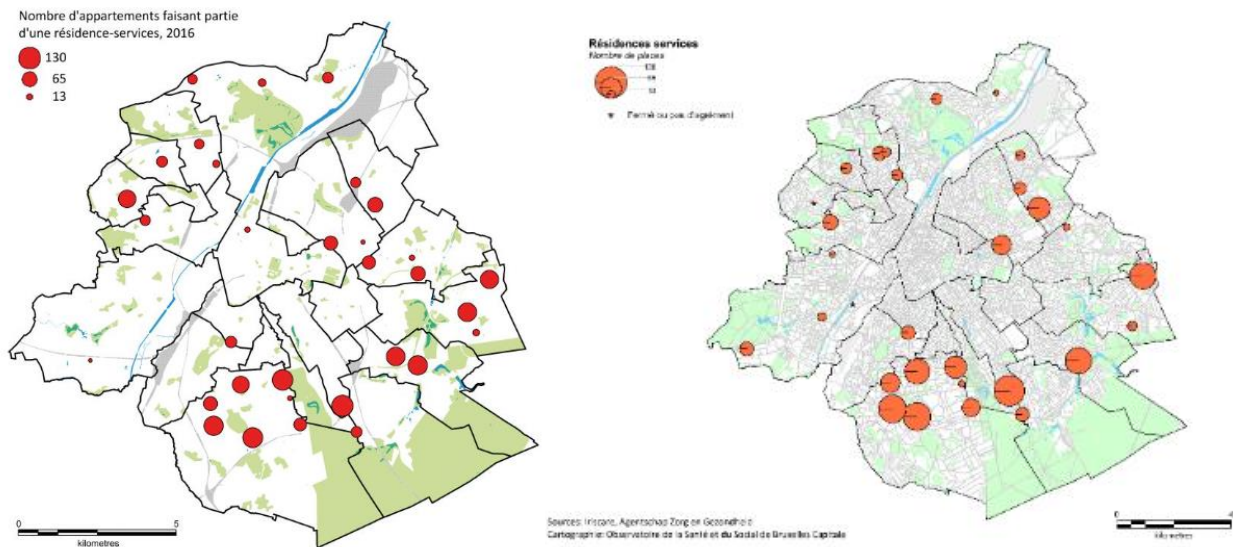 Nombre d'appartements faisant partie
d'une résidence-services, 2016
130
65
13
0
5
kilometres
Résidences services
Nombre de places
Fermé ou pas d'agrément
Sources: Iriscare, Agentschap Zorg en Gezondheid
Cartographie: Observatoire de la Santé et du Social de Bruxelles Capitale
0
4
kilometres